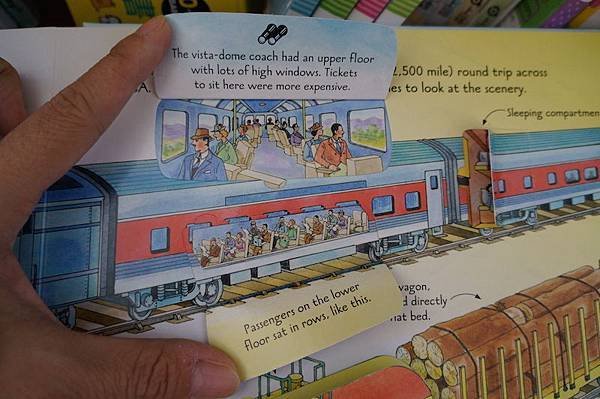 The vista-dome coach had an upper floor
with lots of high windows. Tickets
to sit here were more expensive.
2,500 mile) round trip across
to look at the scenery.
Sleeping compartment
Passengers on the lower
floor sat in rows, like this.
wagon,
directly
bed.